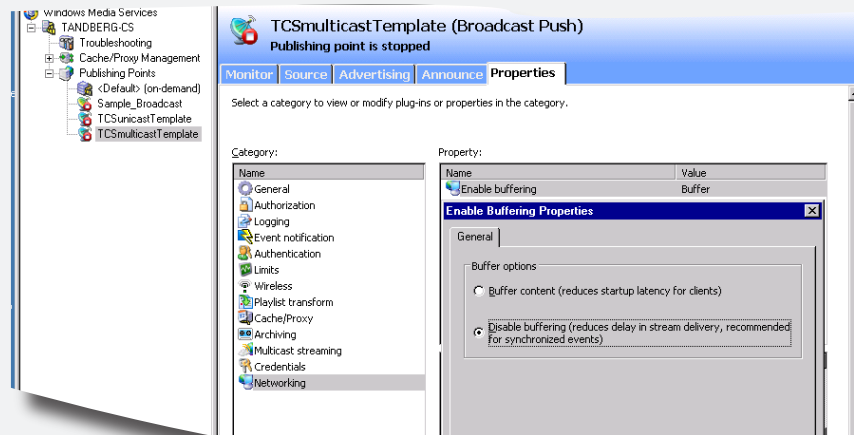 Windows Media Services
TANDBERG-CS
Troubleshooting
Cache/Proxy Management
Publishing Points
<Default> (on-demand)
Sample_Broadcast
TCSunicastTemplate
TCSmulticastTemplate
TCSmulticastTemplate (Broadcast Push)
Publishing point is stopped
Monitor Source Advertising Announce Properties
Select a category to view or modify plug-ins or properties in the category.
Category:
Name
General
Authorization
Logging
Event notification
Authentication
Limits
Wireless
Playlist transform
Cache/Proxy
Archiving
Multicast streaming
Credentials
Networking
Property:
Name Value
Enable buffering Buffer
Enable Buffering Properties
General
Buffer options
Buffer content (reduces startup latency for clients)
Disable buffering (reduces delay in stream delivery, recommended
for synchronized events)